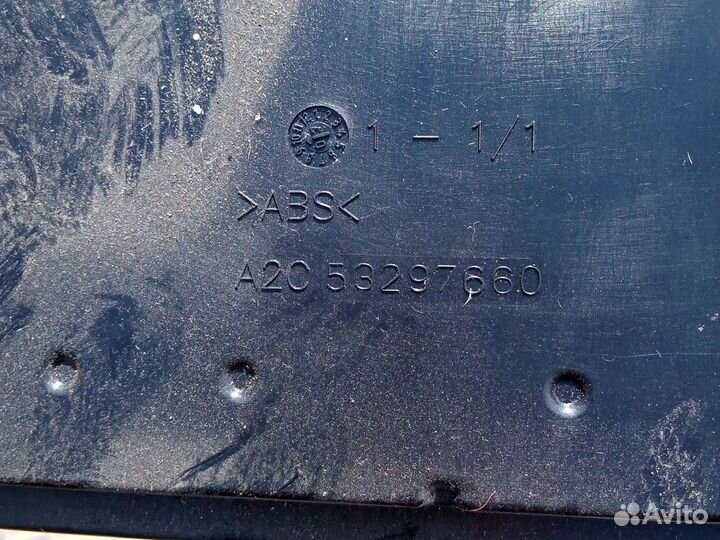 1 - 1/1
>ABS<
A2C 53297660
Avito